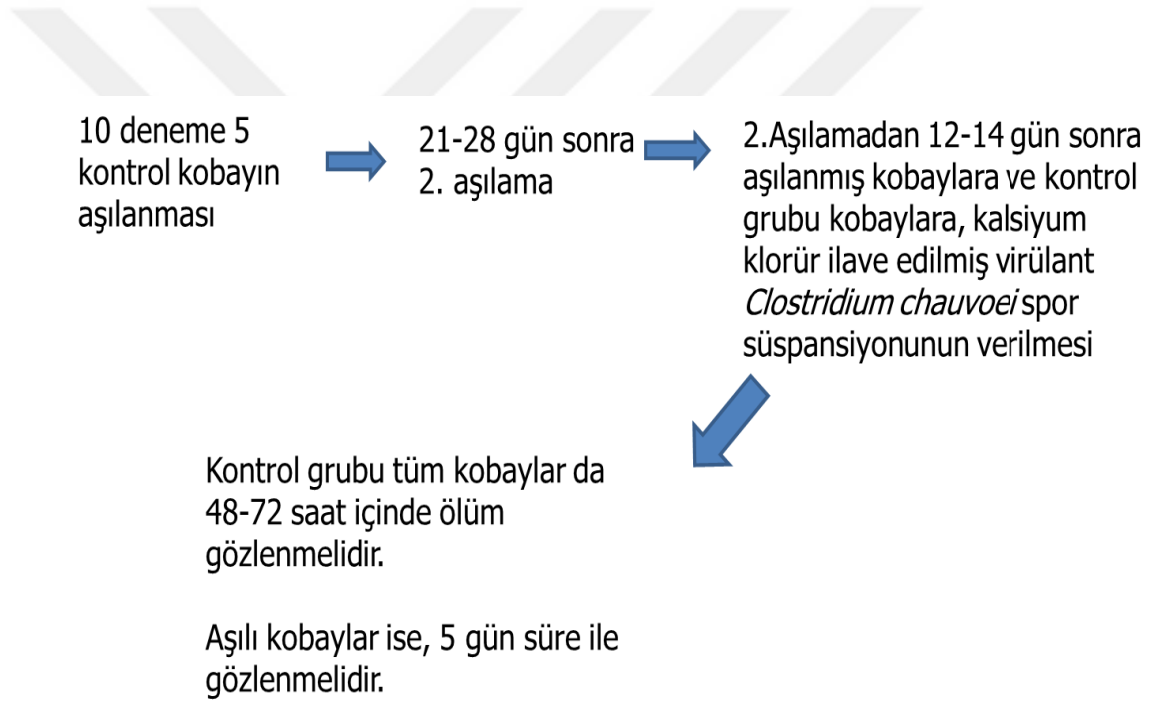 10 deneme 5
kontrol kobayın
aşılanması
21-28 gün sonra
2. aşılama
2.Aşılamadan 12-14 gün sonra
aşılanmış kobaylara ve kontrol
grubu kobaylara, kalsiyum
klorür ilave edilmiş virülant
Clostridium chauvoei spor
süspansiyonunun verilmesi
Kontrol grubu tüm kobaylar da
48-72 saat içinde ölüm
gözlenmelidir.
Aşılı kobaylar ise, 5 gün süre ile
gözlenmelidir.